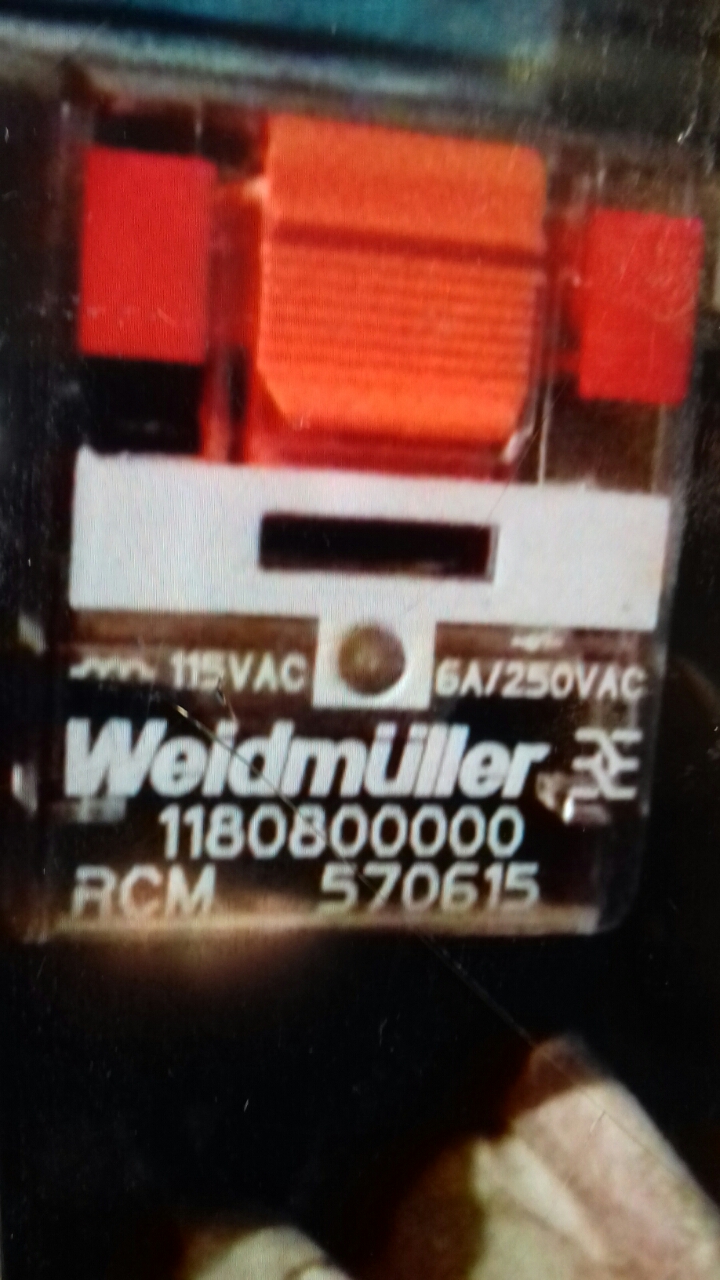 115VAC 6A/250VAC
Weidmüller
1180800000
RCM 570615